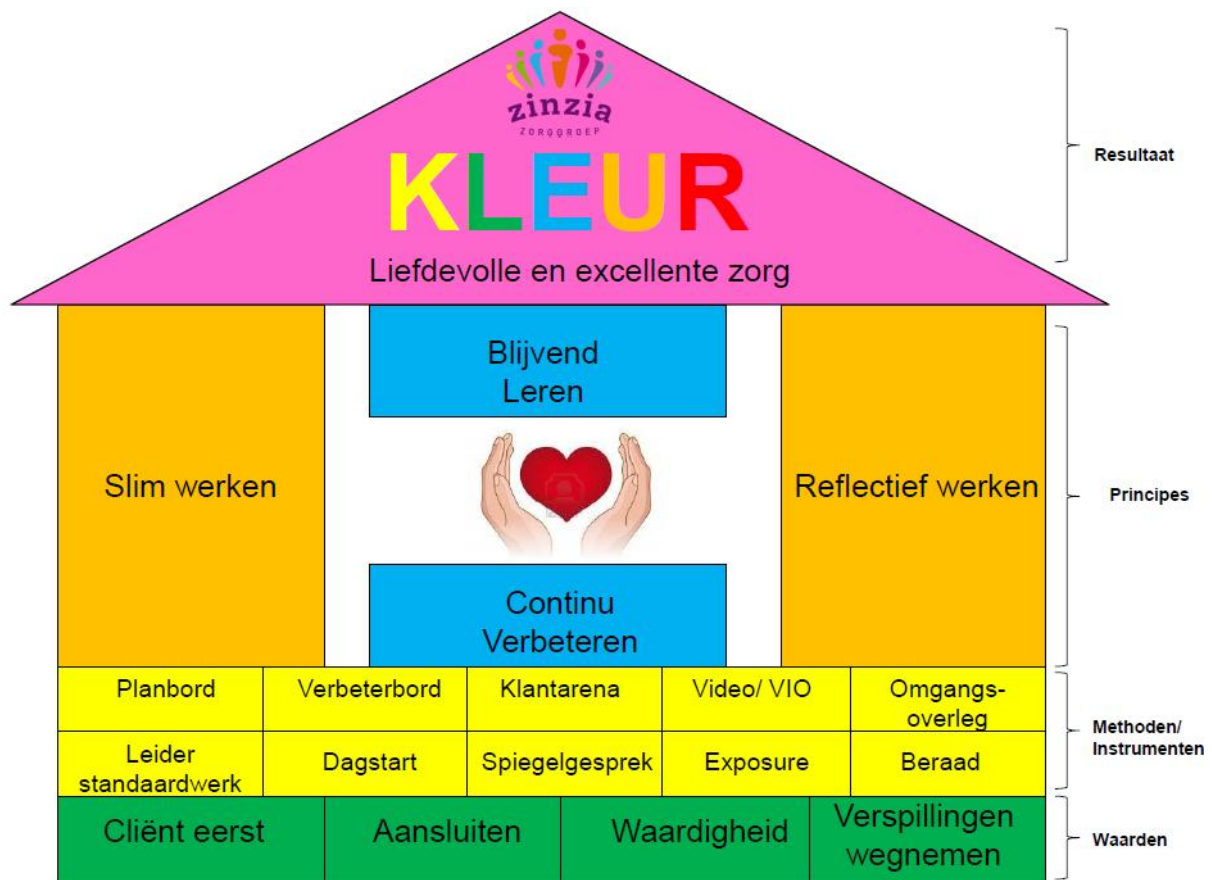 zinzia
ZORGGROEP
KLEUR
Liefdevolle en excellente zorg
Resultaat
Blijvend
Leren
Slim werken
Reflectief werken
Principes
Continu
Verbeteren
Planbord
Verbeterbord
Klantarena
Video/ VIO
Omgangs-
overleg
Leider
standaardwerk
Dagstart
Spiegelgesprek
Exposure
Beraad
Methoden/
Instrumenten
Cliënt eerst
Aansluiten
Waardigheid
Verspillingen
wegnemen
Waarden